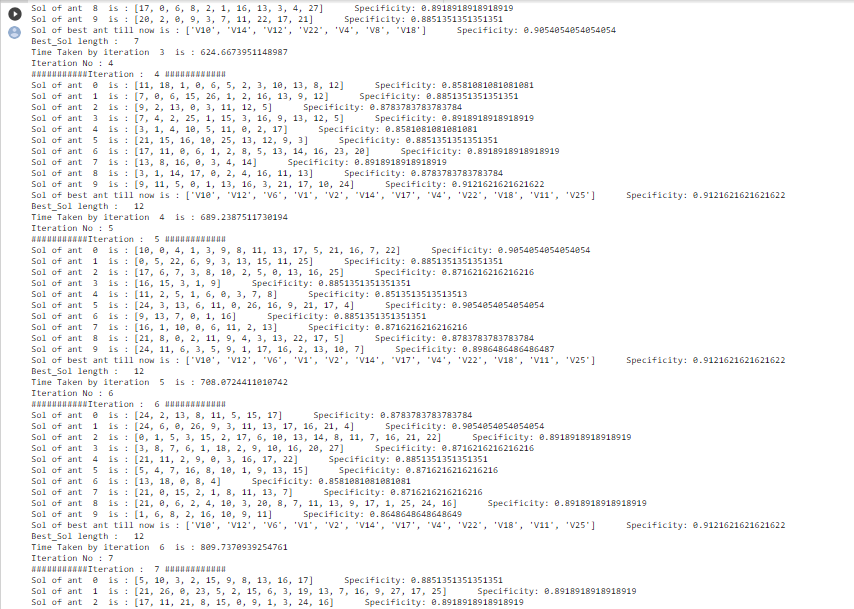 Sol of ant  8  is : [17, 0, 6, 8, 2, 1, 16, 13, 3, 4, 27]      Specificity: 0.8918918918918919
Sol of ant  9  is : [20, 2, 0, 9, 3, 7, 11, 22, 17, 21]      Specificity: 0.8851351351351351
Sol of best ant till now is : ['V10', 'V14', 'V12', 'V22', 'V4', 'V8', 'V18']      Specificity: 0.9054054054054054
Best_Sol length :   7
Time Taken by iteration  3  is : 624.6673951148987
Iteration No : 4
###########Iteration :  4 ############
Sol of ant  0  is : [11, 18, 1, 0, 6, 5, 2, 3, 10, 13, 8, 12]      Specificity: 0.8581081081081081
Sol of ant  1  is : [7, 0, 6, 15, 26, 1, 2, 16, 13, 9, 12]      Specificity: 0.8851351351351351
Sol of ant  2  is : [9, 2, 13, 0, 3, 11, 12, 5]      Specificity: 0.8783783783783784
Sol of ant  3  is : [7, 4, 2, 25, 1, 15, 3, 16, 9, 13, 12, 5]      Specificity: 0.8918918918918919
Sol of ant  4  is : [3, 1, 4, 10, 5, 11, 0, 2, 17]      Specificity: 0.8581081081081081
Sol of ant  5  is : [21, 15, 16, 10, 25, 13, 12, 9, 3]      Specificity: 0.8851351351351351
Sol of ant  6  is : [17, 11, 0, 6, 1, 2, 8, 5, 13, 14, 16, 23, 20]      Specificity: 0.8918918918918919
Sol of ant  7  is : [13, 8, 16, 0, 3, 4, 14]      Specificity: 0.8918918918918919
Sol of ant  8  is : [3, 1, 14, 17, 0, 2, 4, 16, 11, 13]      Specificity: 0.8783783783783784
Sol of ant  9  is : [9, 11, 5, 0, 1, 13, 16, 3, 21, 17, 10, 24]      Specificity: 0.9121621621621622
Sol of best ant till now is : ['V10', 'V12', 'V6', 'V1', 'V2', 'V14', 'V17', 'V4', 'V22', 'V18', 'V11', 'V25']      Specificity: 0.9121621621621622
Best_Sol length :   12
Time Taken by iteration  4  is : 689.2387511730194
Iteration No : 5
###########Iteration :  5 ############
Sol of ant  0  is : [10, 0, 4, 1, 3, 9, 8, 11, 13, 17, 5, 21, 16, 7, 22]      Specificity: 0.9054054054054054
Sol of ant  1  is : [0, 5, 22, 6, 9, 3, 13, 15, 11, 25]      Specificity: 0.8851351351351351
Sol of ant  2  is : [17, 6, 7, 3, 8, 10, 2, 5, 0, 13, 16, 25]      Specificity: 0.8716216216216216
Sol of ant  3  is : [16, 15, 3, 1, 9]      Specificity: 0.8851351351351351
Sol of ant  4  is : [11, 2, 5, 1, 6, 0, 3, 7, 8]      Specificity: 0.8513513513513513
Sol of ant  5  is : [24, 3, 13, 6, 11, 0, 26, 16, 9, 21, 17, 4]      Specificity: 0.9054054054054054
Sol of ant  6  is : [9, 13, 7, 0, 1, 16]      Specificity: 0.8851351351351351
Sol of ant  7  is : [16, 1, 10, 0, 6, 11, 2, 13]      Specificity: 0.8716216216216216
Sol of ant  8  is : [21, 8, 0, 2, 11, 9, 4, 3, 13, 22, 17, 5]      Specificity: 0.8783783783783784
Sol of ant  9  is : [24, 11, 6, 3, 5, 9, 1, 17, 16, 2, 13, 10, 7]      Specificity: 0.8986486486486487
Sol of best ant till now is : ['V10', 'V12', 'V6', 'V1', 'V2', 'V14', 'V17', 'V4', 'V22', 'V18', 'V11', 'V25']      Specificity: 0.9121621621621622
Best_Sol length :   12
Time Taken by iteration  5  is : 708.0724411010742
Iteration No : 6
###########Iteration :  6 ############
Sol of ant  0  is : [24, 2, 13, 8, 11, 5, 15, 17]      Specificity: 0.8783783783783784
Sol of ant  1  is : [24, 6, 0, 26, 9, 3, 11, 13, 17, 16, 21, 4]      Specificity: 0.9054054054054054
Sol of ant  2  is : [0, 1, 5, 3, 15, 2, 17, 6, 10, 13, 14, 8, 11, 7, 16, 21, 22]      Specificity: 0.8918918918918919
Sol of ant  3  is : [3, 8, 7, 6, 1, 18, 2, 9, 10, 16, 20, 27]      Specificity: 0.8716216216216216
Sol of ant  4  is : [21, 11, 2, 9, 0, 3, 16, 17, 22]      Specificity: 0.8851351351351351
Sol of ant  5  is : [5, 4, 7, 16, 8, 10, 1, 9, 13, 15]      Specificity: 0.8716216216216216
Sol of ant  6  is : [13, 18, 0, 8, 4]      Specificity: 0.8581081081081081
Sol of ant  7  is : [21, 0, 15, 2, 1, 8, 11, 13, 7]      Specificity: 0.8716216216216216
Sol of ant  8  is : [21, 0, 6, 2, 4, 10, 3, 20, 8, 7, 11, 13, 9, 17, 1, 25, 24, 16]      Specificity: 0.8918918918918919
Sol of ant  9  is : [1, 6, 8, 2, 16, 10, 9, 11]      Specificity: 0.8648648648648649
Sol of best ant till now is : ['V10', 'V12', 'V6', 'V1', 'V2', 'V14', 'V17', 'V4', 'V22', 'V18', 'V11', 'V25']      Specificity: 0.9121621621621622
Best_Sol length :   12
Time Taken by iteration  6  is : 809.7370939254761
Iteration No : 7
###########Iteration :  7 ############
Sol of ant  0  is : [5, 10, 3, 2, 15, 9, 8, 13, 16, 17]      Specificity: 0.8851351351351351
Sol of ant  1  is : [21, 26, 0, 23, 5, 2, 15, 6, 3, 19, 13, 7, 16, 9, 27, 17, 25]      Specificity: 0.8918918918918919
Sol of ant  2  is : [17, 11, 21, 8, 15, 0, 9, 1, 3, 24, 16]      Specificity: 0.8918918918918919